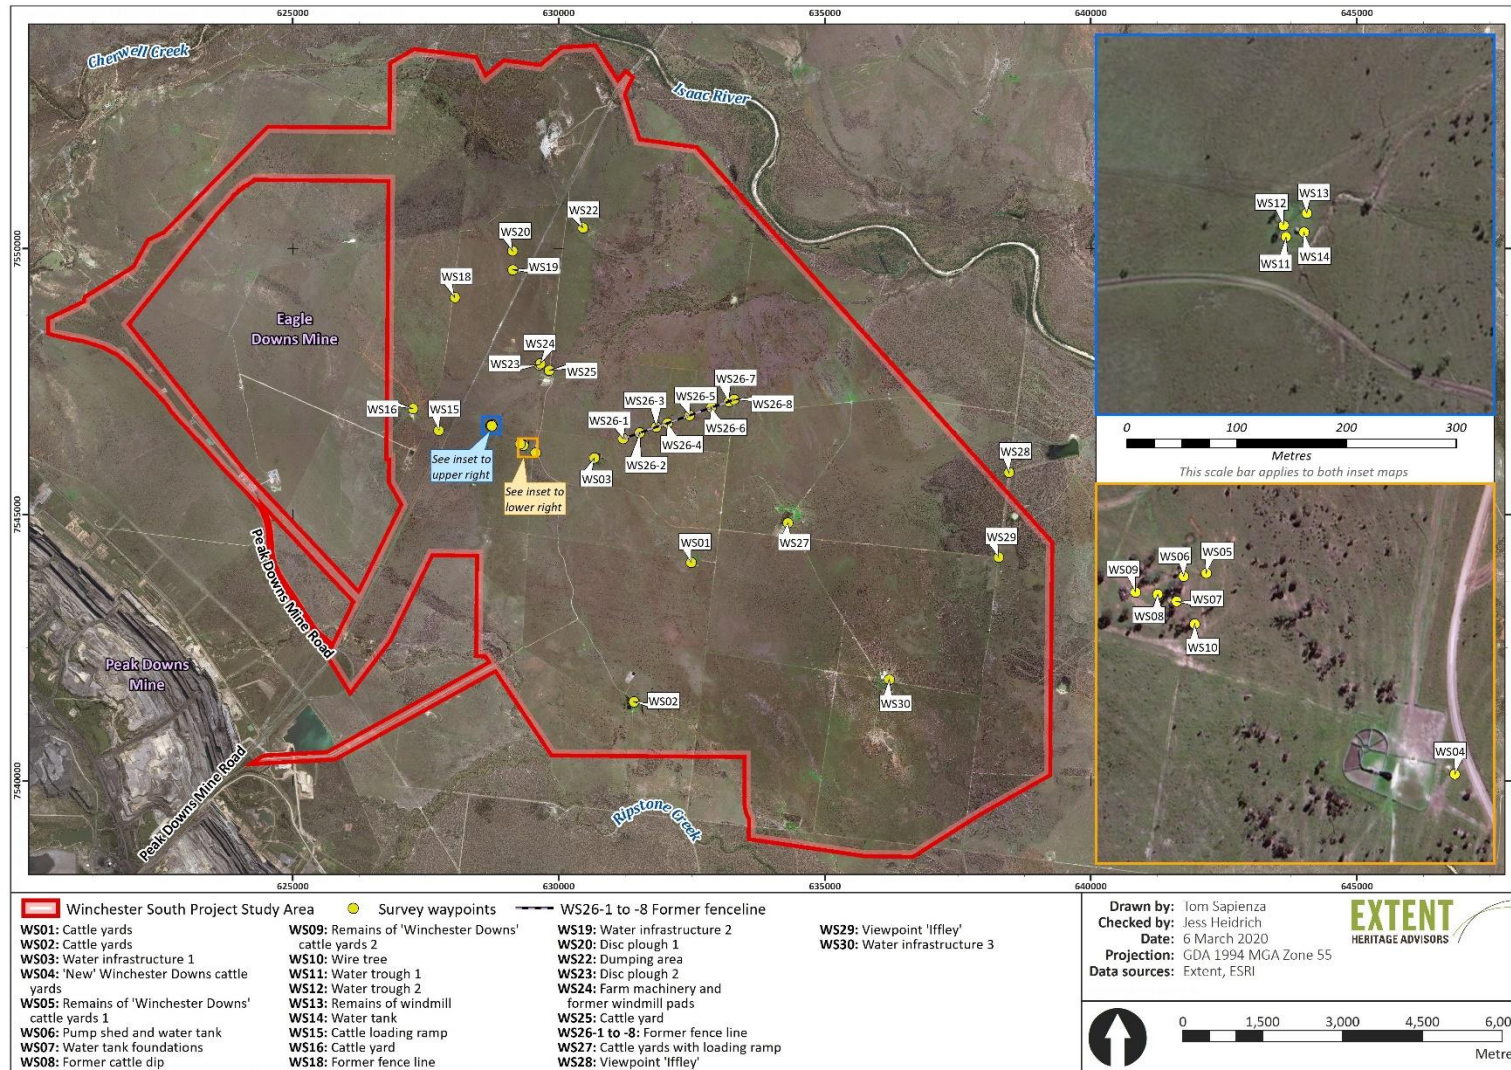 625000
630000
635000
640000
645000
Cherwell Creek
Isaac River
7550000
7550000
7545000
7545000
7540000
7540000
WS22
WS20
WS19
WS18
Eagle
Downs Mine
WS24
WS23
WS25
WS16
WS15
WS26-7
WS26-5
WS26-3
WS26-8
WS26-1
WS26-6
WS26-4
WS26-2
See inset to
upper right
See inset to
lower right
WS03
WS28
WS27
WS29
WS01
Peak Downs Mine Road
Peak Downs
Mine
WS30
WS02
Peak Downs Mine Road
Ripstone Creek
WS12
WS13
WS11
WS14
0 100 200 300
Metres
This scale bar applies to both inset maps
WS06
WS05
WS09
WS07
WS08
WS10
WS04
625000
630000
635000
640000
645000
Winchester South Project Study Area
Survey waypoints
WS26-1 to -8 Former fenceline
WS01: Cattle yards
WS02: Cattle yards
WS03: Water infrastructure 1
WS04: 'New' Winchester Downs cattle
yards
WS05: Remains of 'Winchester Downs'
cattle yards 1
WS06: Pump shed and water tank
WS07: Water tank foundations
WS08: Former cattle dip
WS09: Remains of 'Winchester Downs'
cattle yards 2
WS10: Wire tree
WS11: Water trough 1
WS12: Water trough 2
WS13: Remains of windmill
WS14: Water tank
WS15: Cattle loading ramp
WS16: Cattle yard
WS18: Former fence line
WS19: Water infrastructure 2
WS20: Disc plough 1
WS22: Dumping area
WS23: Disc plough 2
WS24: Farm machinery and
former windmill pads
WS25: Cattle yard
WS26-1 to -8: Former fence line
WS27: Cattle yards with loading ramp
WS28: Viewpoint 'Iffley'
WS29: Viewpoint 'Iffley'
WS30: Water infrastructure 3
Drawn by: Tom Sapienza
Checked by: Jess Heidrich
Date: 6 March 2020
Projection: GDA 1994 MGA Zone 55
Data sources: Extent, ESRI
EXTENT
HERITAGE ADVISORS
0 1,500 3,000 4,500 6,00
Metre